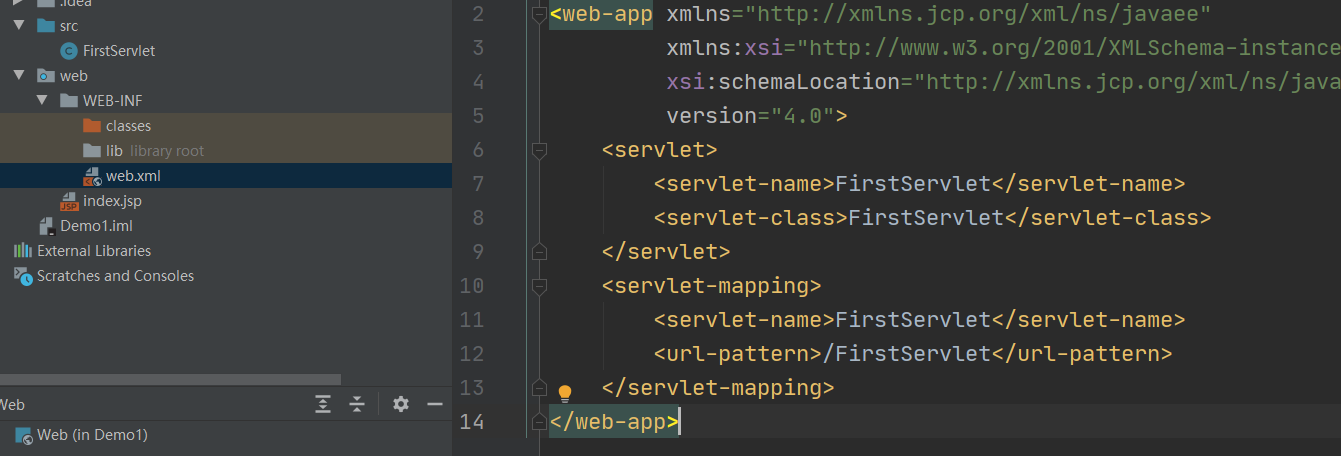 .idea
src
FirstServlet
web
WEB-INF
classes
lib library root
web.xml
JSP index.jsp
Demo1.iml
External Libraries
Scratches and Consoles
Web
Web (in Demo1)
2 <web-app xmlns="http://xmlns.jcp.org/xml/ns/javaee"
3 xmlns:xsi="http://www.w3.org/2001/XMLSchema-instance
4 xsi:schemaLocation="http://xmlns.jcp.org/xml/ns/java
5 version="4.0">
6 <servlet>
7 <servlet-name>FirstServlet</servlet-name>
8 <servlet-class>FirstServlet</servlet-class>
9 </servlet>
10 <servlet-mapping>
11 <servlet-name>FirstServlet</servlet-name>
12 <url-pattern>/FirstServlet</url-pattern>
13 </servlet-mapping>
14 </web-app>